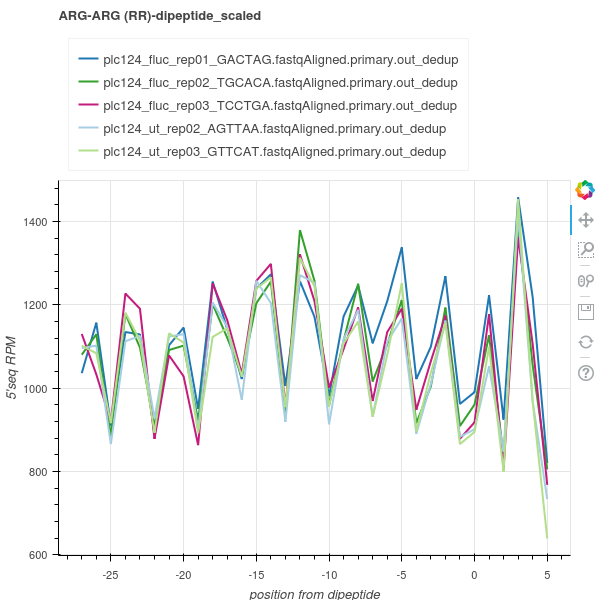 ARG-ARG (RR)-dipeptide_scaled
plc124_fluc_rep01_GACTAG.fastqAligned.primary.out_dedup
plc124_fluc_rep02_TGCACA.fastqAligned.primary.out_dedup
plc124_fluc_rep03_TCCTGA.fastqAligned.primary.out_dedup
plc124_ut_rep02_AGTTAA.fastqAligned.primary.out_dedup
plc124_ut_rep03_GTTCAT.fastqAligned.primary.out_dedup
1400
1200
1000
800
600
5'seq RPM
-25 -20 -15 -10 -5 0 5
position from dipeptide